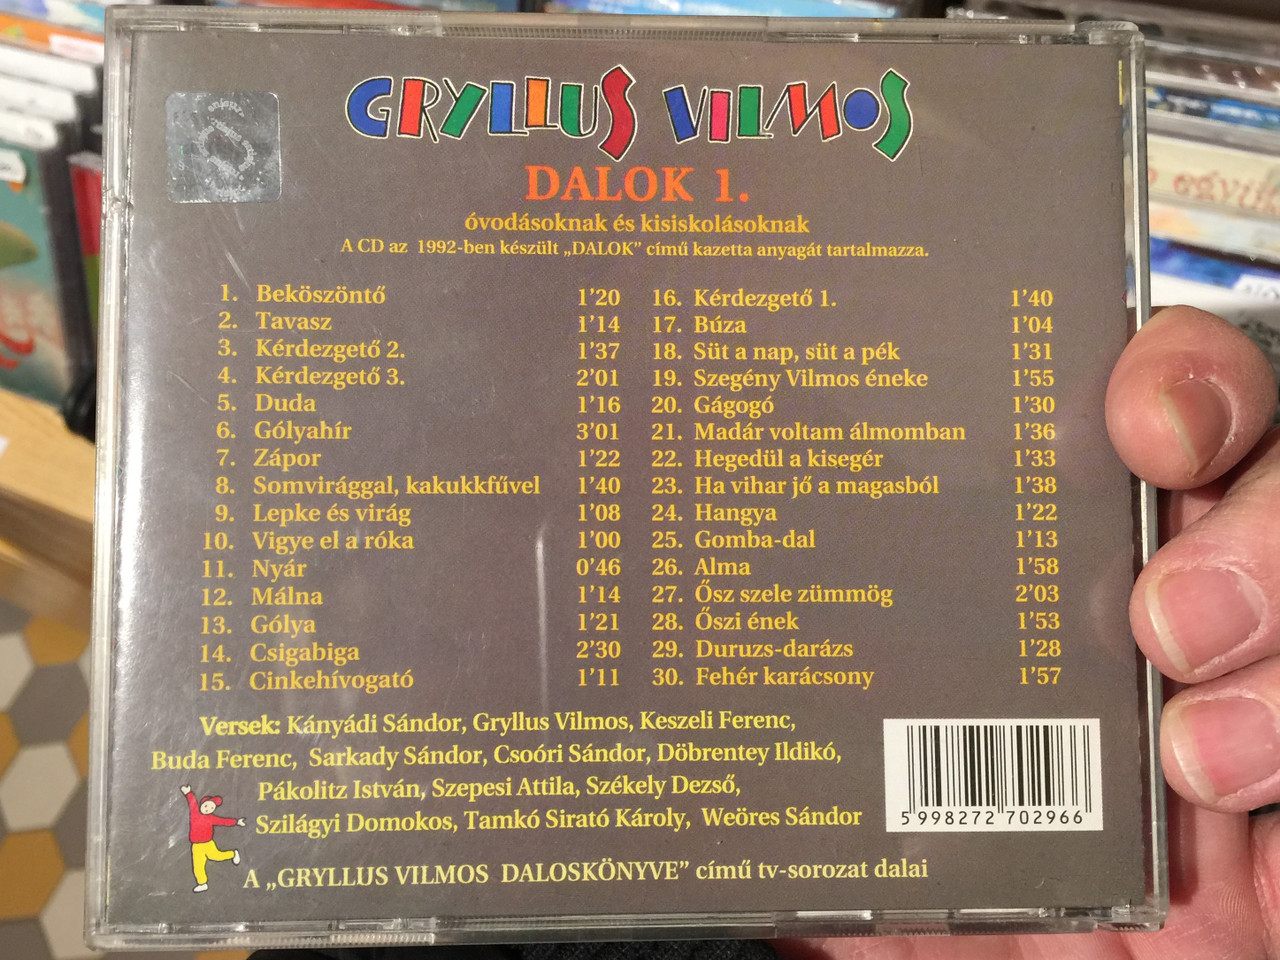 GRYLLUS VILMOS
DALOK 1.
óvodásoknak és kisiskolásoknak
A CD az 1992-ben készült „DALOK” című kazetta anyagát tartalmazza.
1. Beköszöntő 1’20
2. Tavasz 1’14
3. Kérdezgető 2. 1’37
4. Kérdezgető 3. 2’01
5. Duda 1’16
6. Gólyahír 3’01
7. Zápor 1’22
8. Somvirággal, kakukkfűvel 1’40
9. Lepke és virág 1’08
10. Vigye el a róka 1’00
11. Nyár 0’46
12. Málna 1’14
13. Gólya 1’21
14. Csigabiga 2’30
15. Cinkehívogató 1’11
16. Kérdezgető 1. 1’40
17. Búza 1’04
18. Süt a nap, süt a pék 1’31
19. Szegény Vilmos éneke 1’55
20. Gágogó 1’30
21. Madár voltam álmomban 1’36
22. Hegedül a kisegér 1’33
23. Ha vihar jő a magasból 1’38
24. Hangya 1’22
25. Gomba-dal 1’13
26. Alma 1’58
27. Ősz szele zümmög 2’03
28. Őszi ének 1’53
29. Duruzs-darázs 1’28
30. Fehér karácsony 1’57
Versek: Kányádi Sándor, Gryllus Vilmos, Keszeli Ferenc,
Buda Ferenc, Sarkady Sándor, Csoóri Sándor, Döbrentey Ildikó,
Pákolitz István, Szepesi Attila, Székely Dezső,
Szilágyi Domokos, Tamkó Sirató Károly, Weöres Sándor
5 998272 702966
A „GRYLLUS VILMOS DALOSKÖNYVE” című tv-sorozat dalai